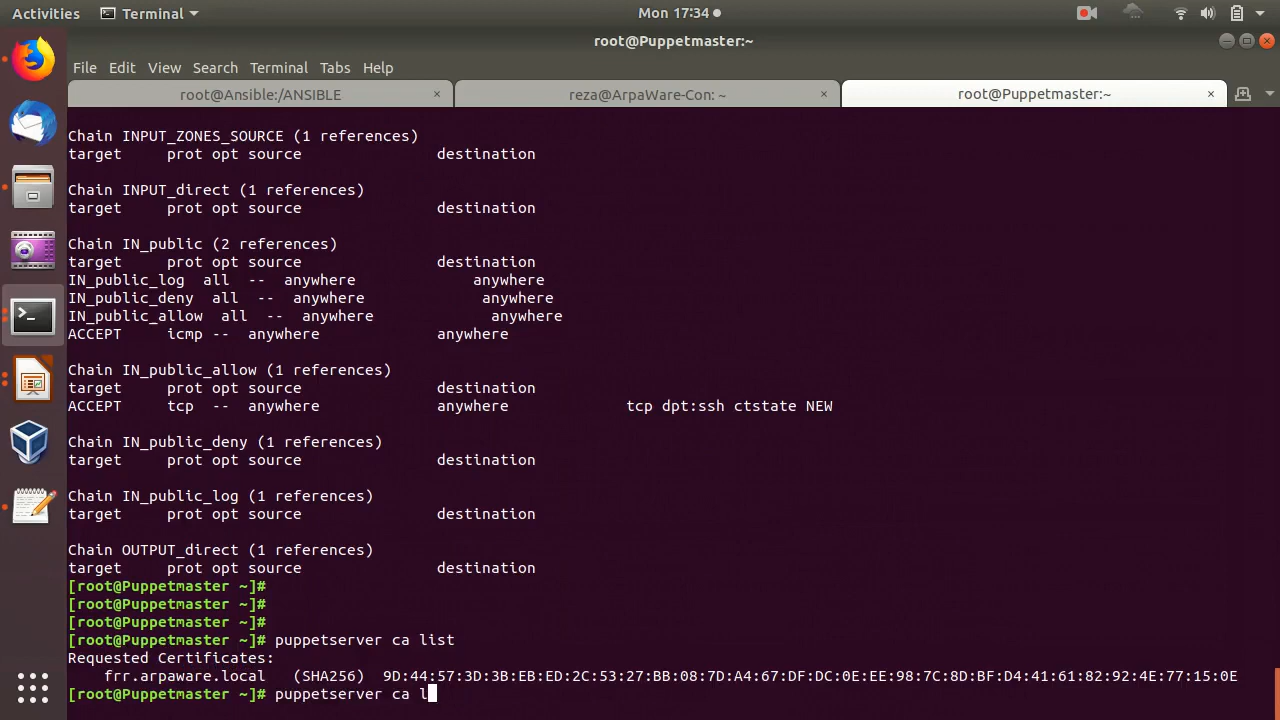 Activities Terminal Mon 17:34
root@Puppetmaster:~
File Edit View Search Terminal Tabs Help
root@Ansible:/ANSIBLE × reza@ArpaWare-Con: ~ × root@Puppetmaster:~ ×
Chain INPUT_ZONES_SOURCE (1 references)
target     prot opt source               destination
Chain INPUT_direct (1 references)
target     prot opt source               destination
Chain IN_public (2 references)
target     prot opt source               destination
IN_public_log  all  --  anywhere             anywhere
IN_public_deny  all  --  anywhere             anywhere
IN_public_allow  all  --  anywhere             anywhere
ACCEPT     icmp --  anywhere             anywhere
Chain IN_public_allow (1 references)
target     prot opt source               destination
ACCEPT     tcp  --  anywhere             anywhere             tcp dpt:ssh ctstate NEW
Chain IN_public_deny (1 references)
target     prot opt source               destination
Chain IN_public_log (1 references)
target     prot opt source               destination
Chain OUTPUT_direct (1 references)
target     prot opt source               destination
[root@Puppetmaster ~]#
[root@Puppetmaster ~]#
[root@Puppetmaster ~]#
[root@Puppetmaster ~]# puppetserver ca list
Requested Certificates:
    frr.arpaware.local   (SHA256)  9D:44:57:3D:3B:EB:ED:2C:53:27:BB:08:7D:A4:67:DF:DC:0E:EE:98:7C:8D:BF:D4:41:61:82:92:4E:77:15:0E
[root@Puppetmaster ~]# puppetserver ca l